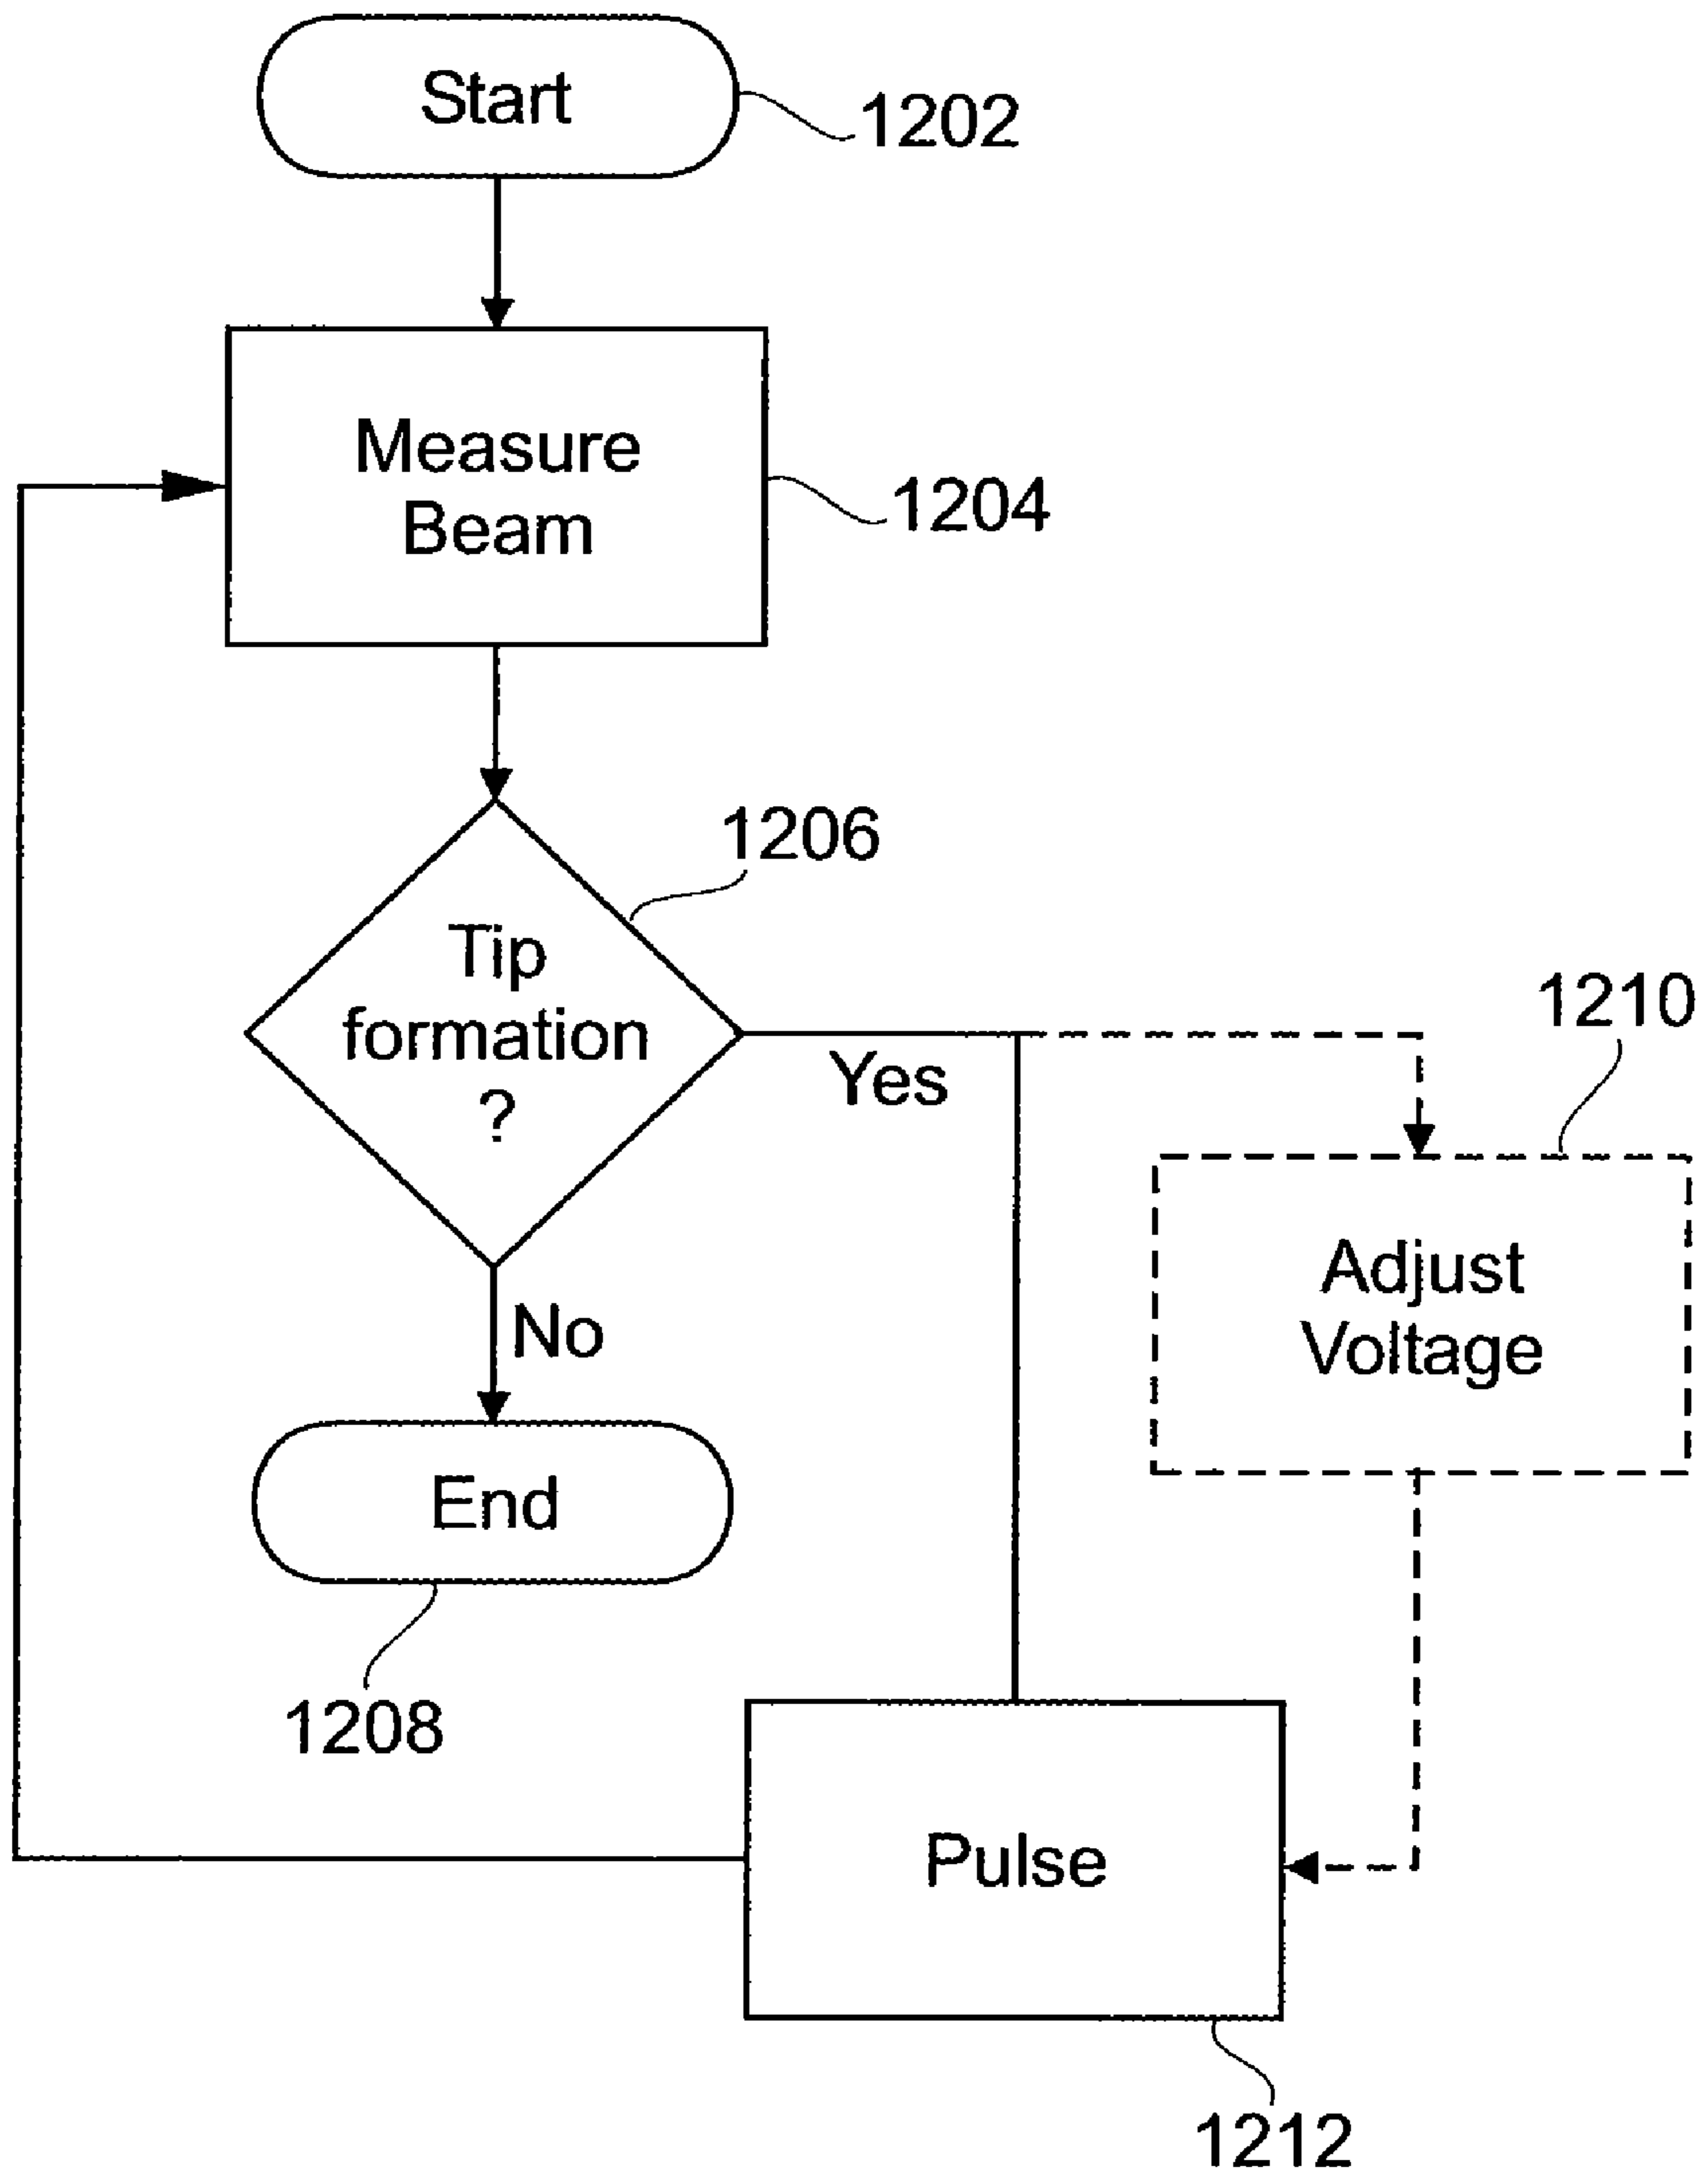 Start
1202
Measure
Beam
1204
1206
Tip
formation
?
Yes
1210
Adjust
Voltage
No
End
1208
Pulse
1212